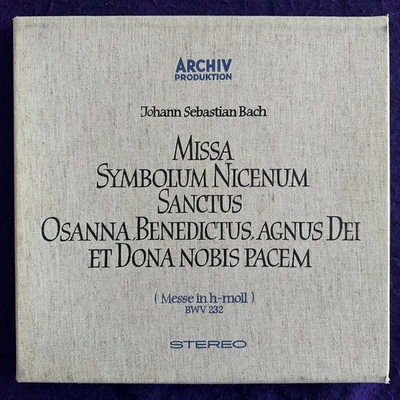 ARCHIV
PRODUKTION
Johann Sebastian Bach
MISSA
SYMBOLUM NICENUM
SANCTUS
OSANNA, BENEDICTUS, AGNUS DEI
ET DONA NOBIS PACEM
(Messe in h-moll)
BWV 232
STEREO